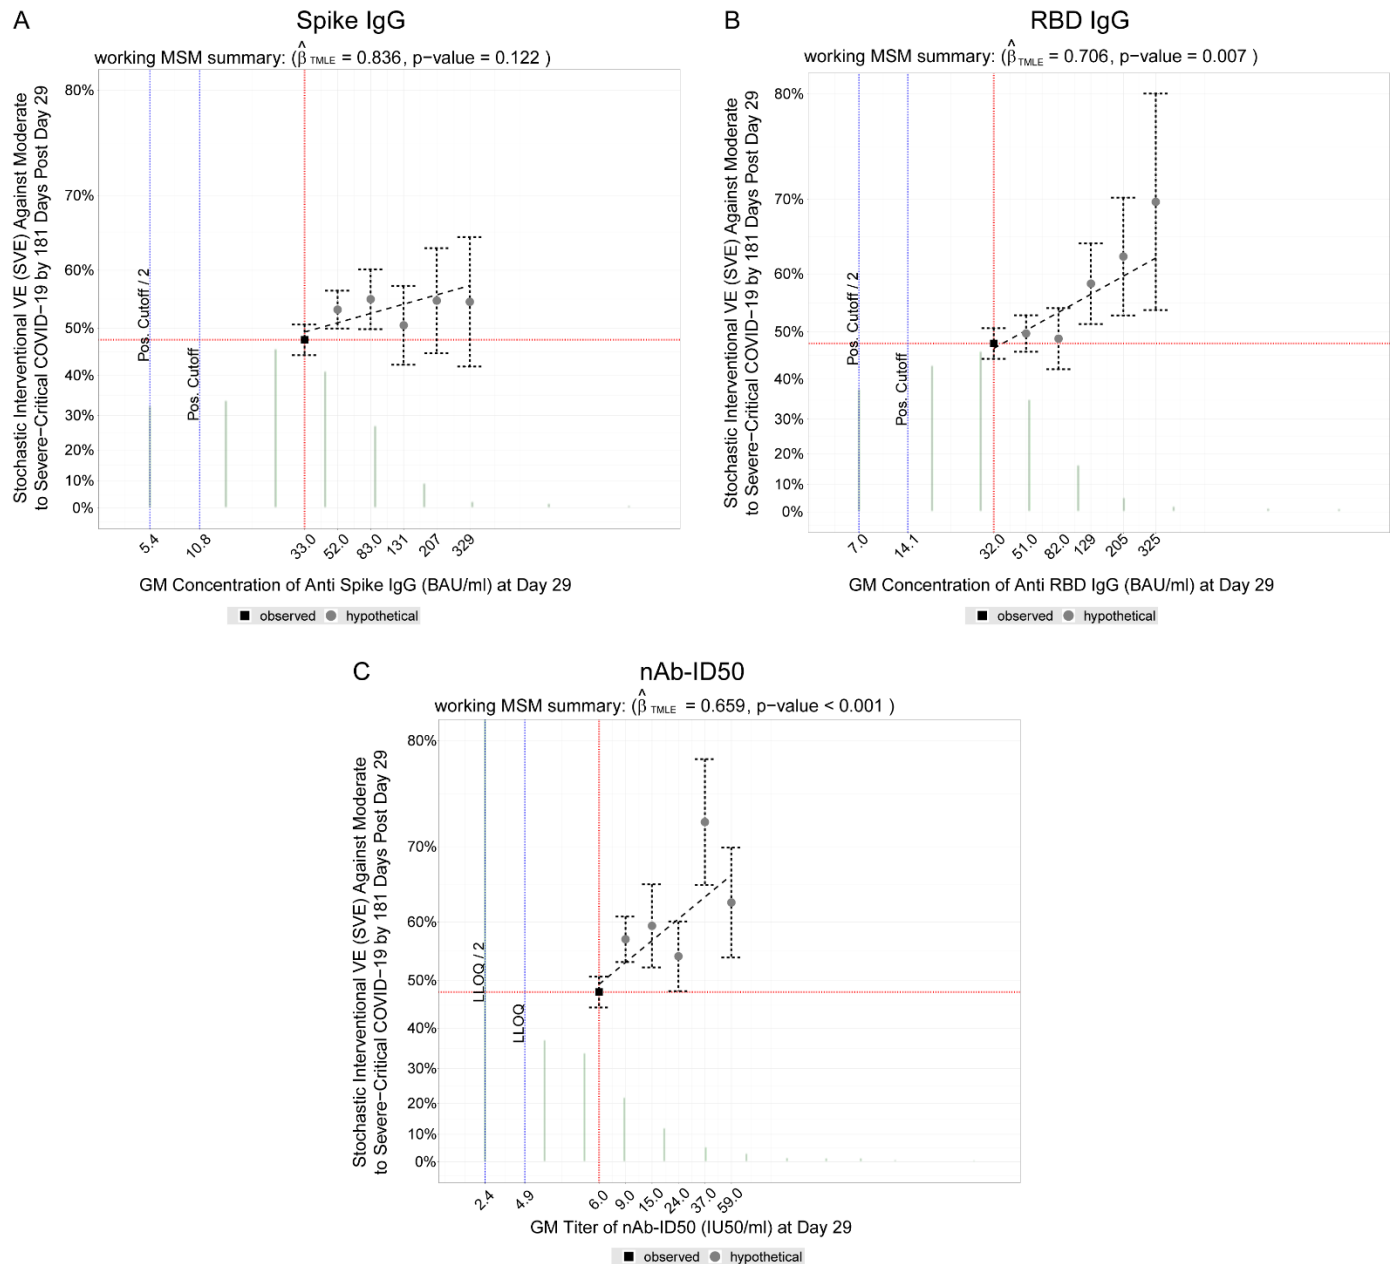 A
Spike IgG
working MSM summary: (β̂ TMLE = 0.836, p−value = 0.122 )
Stochastic Interventional VE (SVE) Against Moderate
to Severe−Critical COVID−19 by 181 Days Post Day 29
80%
70%
60%
50%
40%
30%
20%
10%
0%
Pos. Cutoff / 2
Pos. Cutoff
5.4
10.8
33.0
52.0
83.0
131
207
329
GM Concentration of Anti Spike IgG (BAU/ml) at Day 29
observed hypothetical
B
RBD IgG
working MSM summary: (β̂ TMLE = 0.706, p−value = 0.007 )
Stochastic Interventional VE (SVE) Against Moderate
to Severe−Critical COVID−19 by 181 Days Post Day 29
80%
70%
60%
50%
40%
30%
20%
10%
0%
Pos. Cutoff / 2
Pos. Cutoff
7.0
14.1
32.0
51.0
82.0
129
205
325
GM Concentration of Anti RBD IgG (BAU/ml) at Day 29
observed hypothetical
C
nAb-ID50
working MSM summary: (β̂ TMLE = 0.659, p−value < 0.001 )
Stochastic Interventional VE (SVE) Against Moderate
to Severe−Critical COVID−19 by 181 Days Post Day 29
80%
70%
60%
50%
40%
30%
20%
10%
0%
LLOQ / 2
LLOQ
2.4
4.9
6.0
9.0
15.0
24.0
37.0
59.0
GM Titer of nAb-ID50 (IU50/ml) at Day 29
observed hypothetical